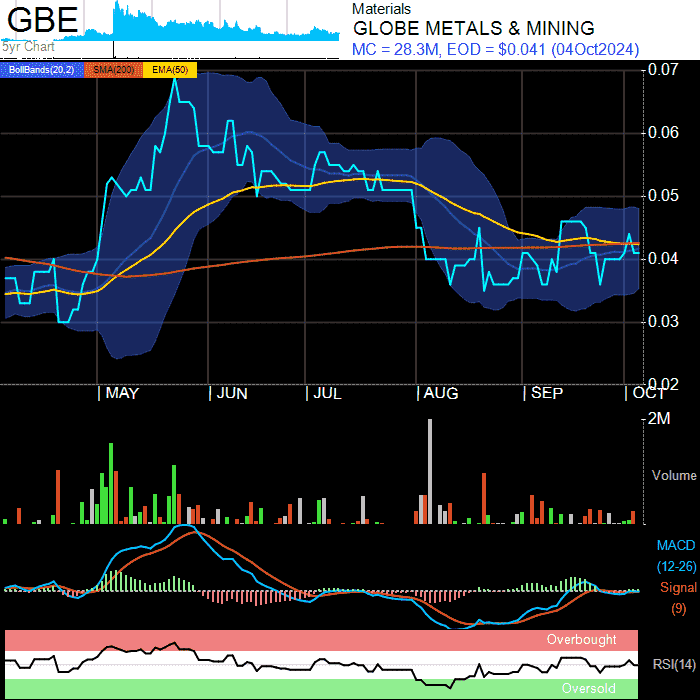 GBE
5yr Chart
Materials
GLOBE METALS & MINING
MC = 28.3M, EOD = $0.041 (04Oct2024)
BollBands(20,2) SMA(200) EMA(50)
0.07
0.06
0.05
0.04
0.03
0.02
MAY JUN JUL AUG SEP OCT
2M
Volume
MACD
(12-26)
Signal
(9)
Overbought
RSI(14)
Oversold